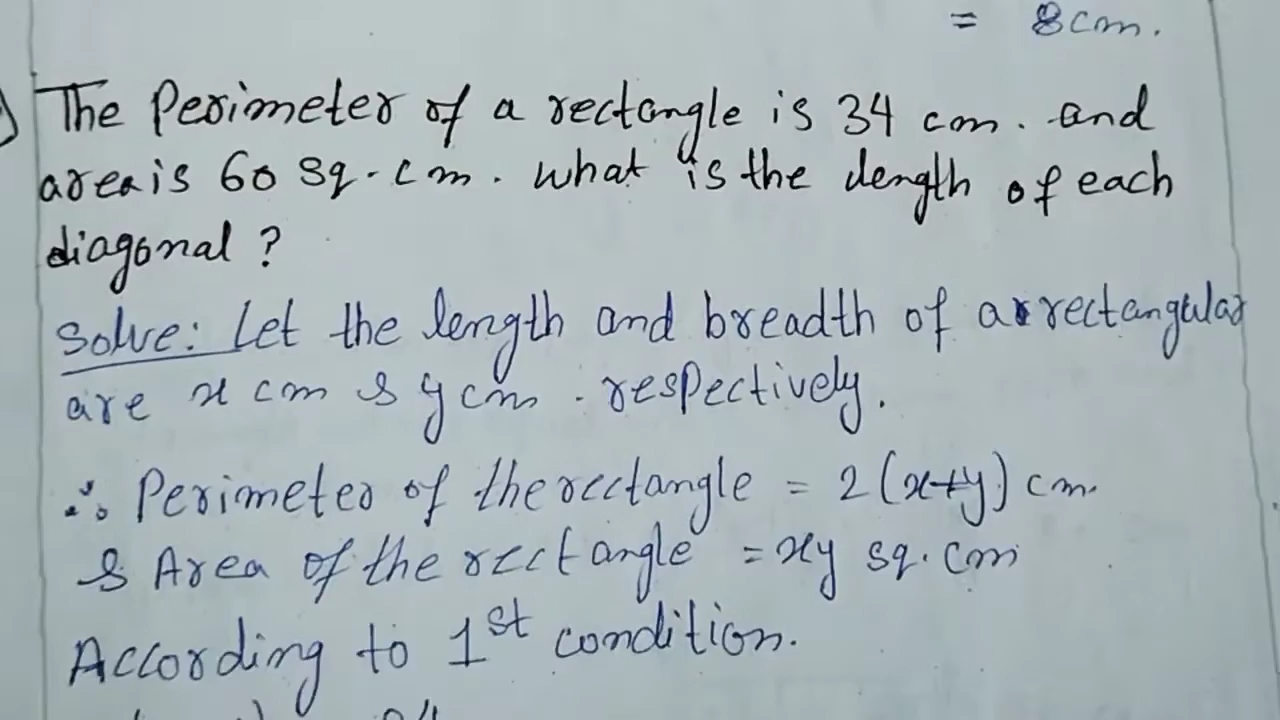 = 8cm.
The Perimeter of a rectangle is 34 cm. and
area is 60 sq. cm. what is the length of each
diagonal ?
Solve: Let the length and breadth of a rectangular
are x cm & y cm. respectively.
∴ Perimeter of the rectangle = 2(x+y) cm.
& Area of the rectangle = xy sq. cm
According to 1st condition.